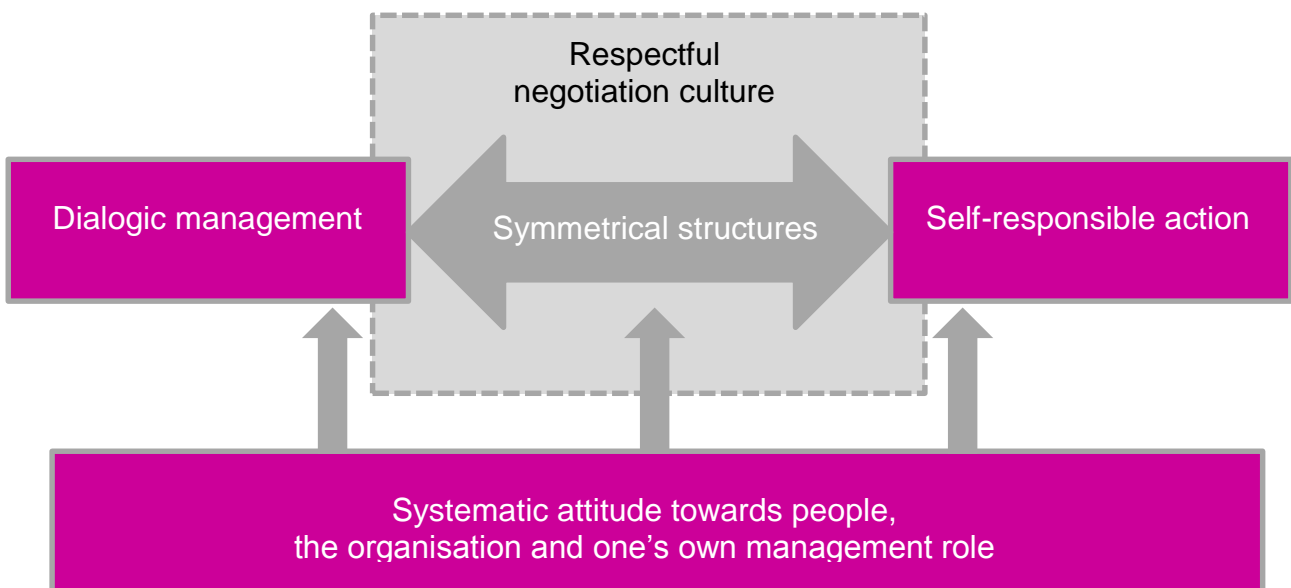 Respectful
negotiation culture
Dialogic management
Symmetrical structures
Self-responsible action
Systematic attitude towards people,
the organisation and one's own management role